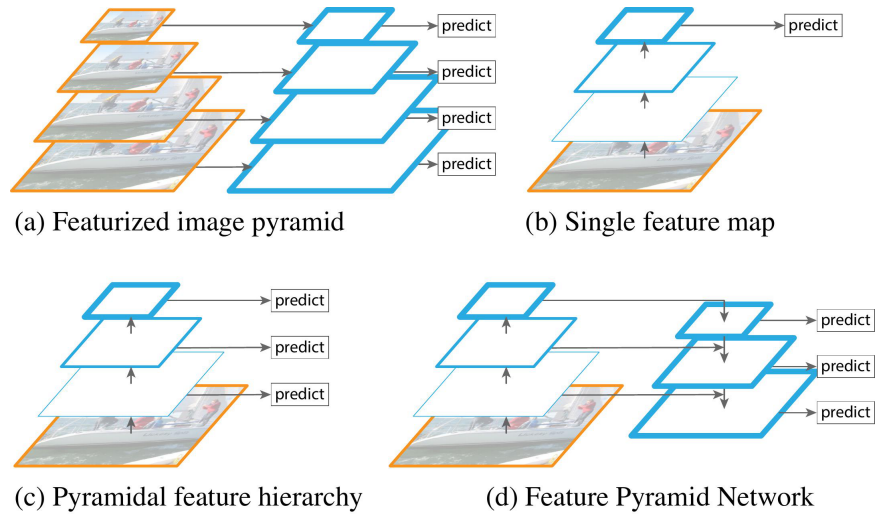 predict
predict
predict
predict
(a) Featurized image pyramid
predict
(b) Single feature map
predict
predict
predict
(c) Pyramidal feature hierarchy
predict
predict
predict
(d) Feature Pyramid Network